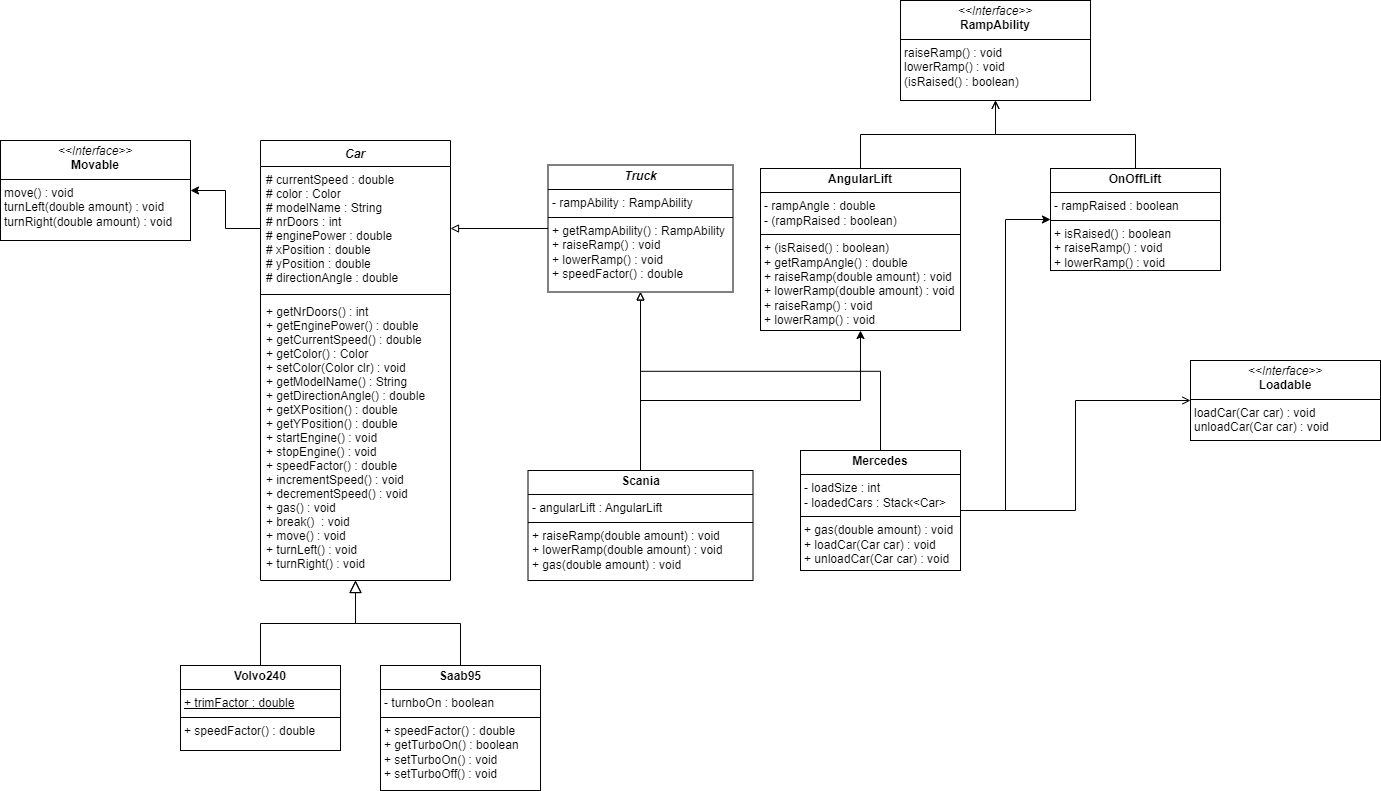 <<Interface>>
RampAbility
raiseRamp() : void
lowerRamp() : void
(isRaised() : boolean)
<<Interface>>
Movable
move() : void
turnLeft(double amount) : void
turnRight(double amount) : void
Car
# currentSpeed : double
# color : Color
# modelName : String
# nrDoors : int
# enginePower : double
# xPosition : double
# yPosition : double
# directionAngle : double
+ getNrDoors() : int
+ getEnginePower() : double
+ getCurrentSpeed() : double
+ getColor() : Color
+ setColor(Color clr) : void
+ getModelName() : String
+ getDirectionAngle() : double
+ getXPosition() : double
+ getYPosition() : double
+ startEngine() : void
+ stopEngine() : void
+ speedFactor() : double
+ incrementSpeed() : void
+ decrementSpeed() : void
+ gas() : void
+ break() : void
+ move() : void
+ turnLeft() : void
+ turnRight() : void
Truck
- rampAbility : RampAbility
+ getRampAbility() : RampAbility
+ raiseRamp() : void
+ lowerRamp() : void
+ speedFactor() : double
AngularLift
- rampAngle : double
- (rampRaised : boolean)
+ (isRaised() : boolean)
+ getRampAngle() : double
+ raiseRamp(double amount) : void
+ lowerRamp(double amount) : void
+ raiseRamp() : void
+ lowerRamp() : void
OnOffLift
- rampRaised : boolean
+ isRaised() : boolean
+ raiseRamp() : void
+ lowerRamp() : void
<<Interface>>
Loadable
loadCar(Car car) : void
unloadCar(Car car) : void
Scania
- angularLift : AngularLift
+ raiseRamp(double amount) : void
+ lowerRamp(double amount) : void
+ gas(double amount) : void
Mercedes
- loadSize : int
- loadedCars : Stack<Car>
+ gas(double amount) : void
+ loadCar(Car car) : void
+ unloadCar(Car car) : void
Volvo240
+ trimFactor : double
+ speedFactor() : double
Saab95
- turnboOn : boolean
+ speedFactor() : double
+ getTurboOn() : boolean
+ setTurboOn() : void
+ setTurboOff() : void